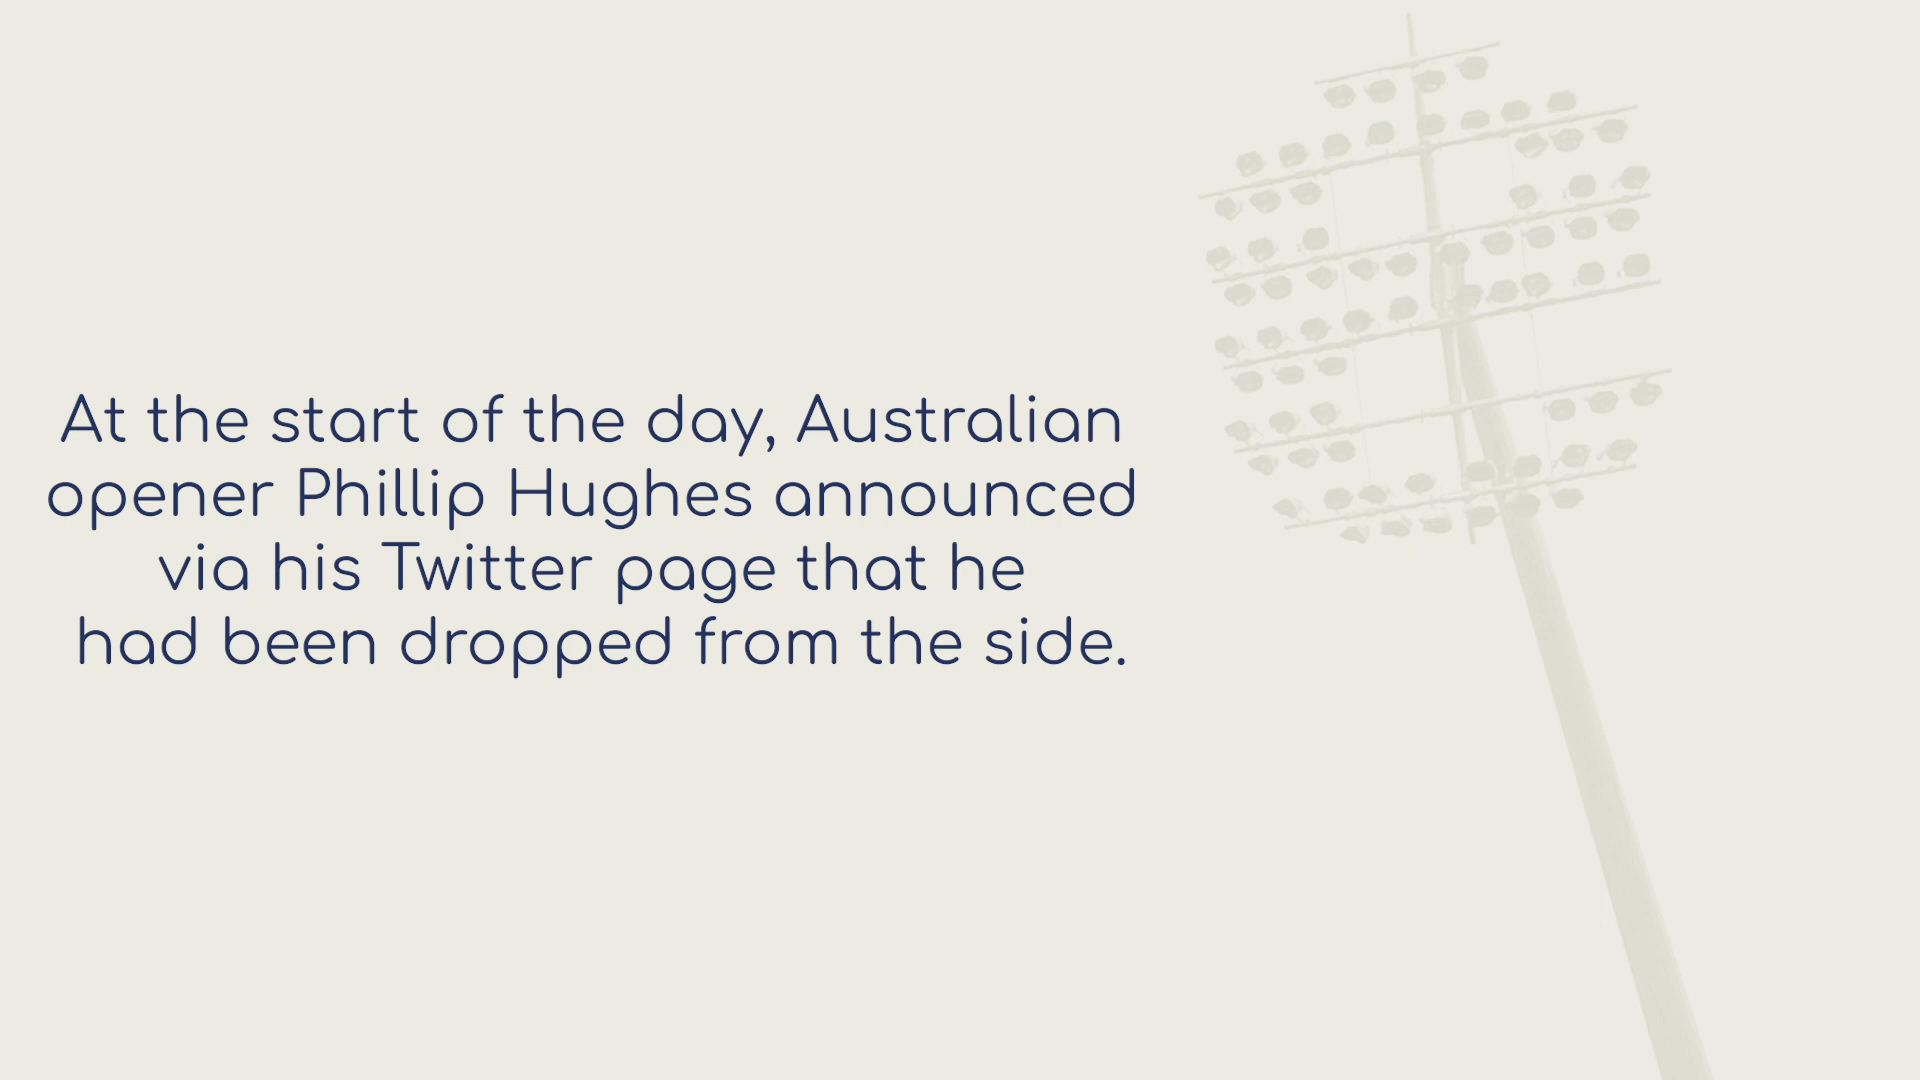 At the start of the day, Australian
opener Phillip Hughes announced
via his Twitter page that he
had been dropped from the side.